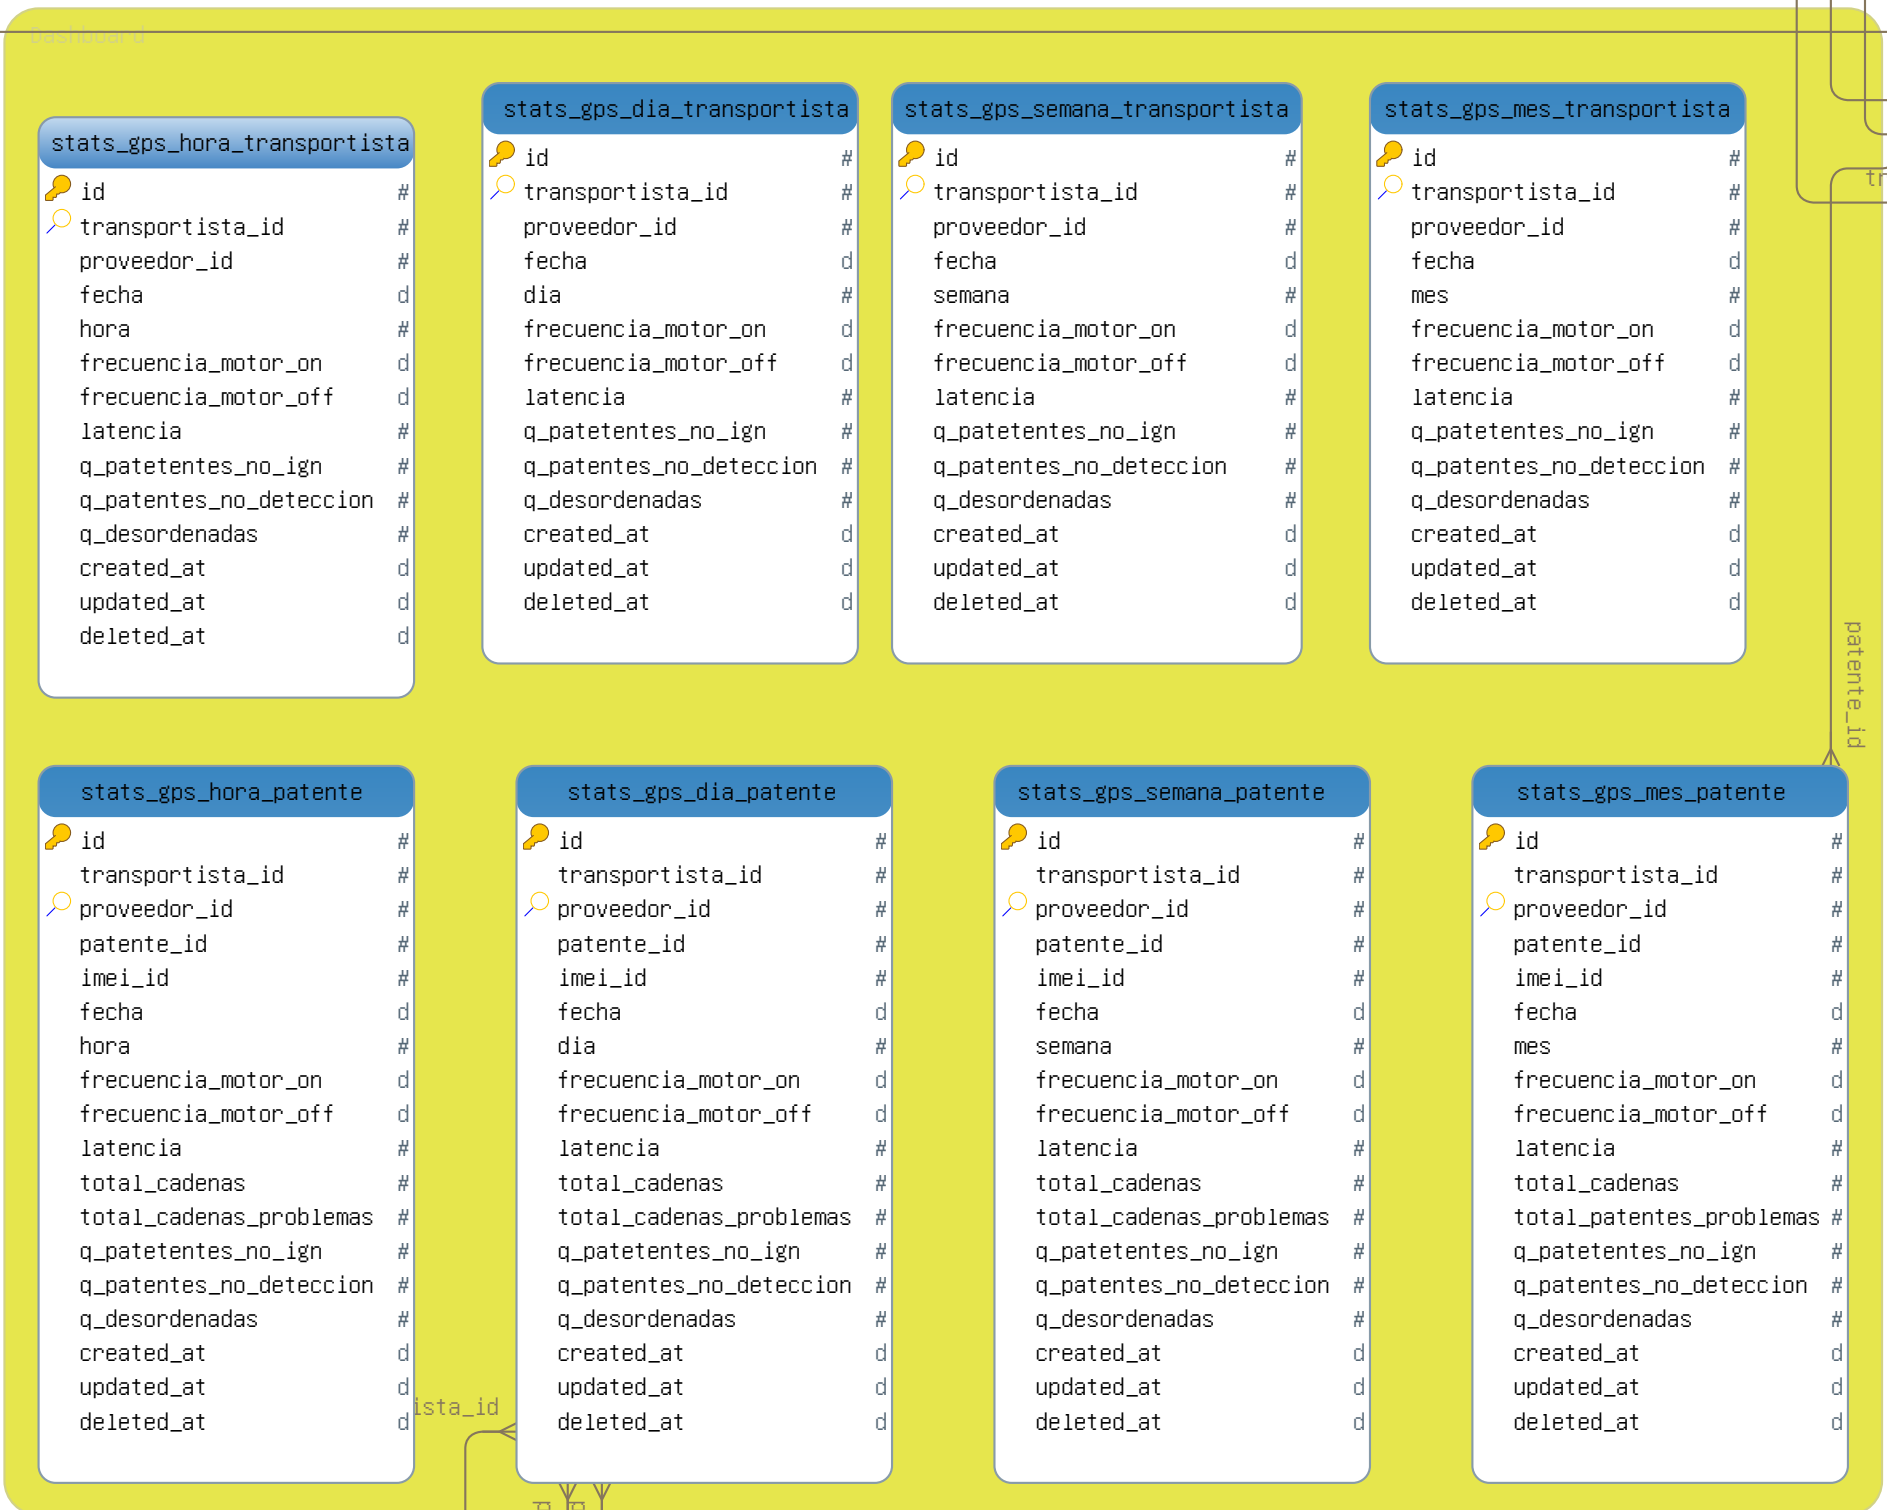 Dashboard
stats_gps_hora_transportista
id #
transportista_id #
proveedor_id #
fecha d
hora #
frecuencia_motor_on d
frecuencia_motor_off d
latencia #
q_patetentes_no_ign #
q_patentes_no_deteccion #
q_desordenadas #
created_at d
updated_at d
deleted_at d
stats_gps_dia_transportista
id #
transportista_id #
proveedor_id #
fecha d
dia #
frecuencia_motor_on d
frecuencia_motor_off d
latencia #
q_patetentes_no_ign #
q_patentes_no_deteccion #
q_desordenadas #
created_at d
updated_at d
deleted_at d
stats_gps_semana_transportista
id #
transportista_id #
proveedor_id #
fecha d
semana #
frecuencia_motor_on d
frecuencia_motor_off d
latencia #
q_patetentes_no_ign #
q_patentes_no_deteccion #
q_desordenadas #
created_at d
updated_at d
deleted_at d
stats_gps_mes_transportista
id #
transportista_id #
proveedor_id #
fecha d
mes #
frecuencia_motor_on d
frecuencia_motor_off d
latencia #
q_patetentes_no_ign #
q_patentes_no_deteccion #
q_desordenadas #
created_at d
updated_at d
deleted_at d
tr
patente_id
stats_gps_hora_patente
id #
transportista_id #
proveedor_id #
patente_id #
imei_id #
fecha d
hora #
frecuencia_motor_on d
frecuencia_motor_off d
latencia #
total_cadenas #
total_cadenas_problemas #
q_patetentes_no_ign #
q_patentes_no_deteccion #
q_desordenadas #
created_at d
updated_at d
deleted_at d
ista_id
stats_gps_dia_patente
id #
transportista_id #
proveedor_id #
patente_id #
imei_id #
fecha d
dia #
frecuencia_motor_on d
frecuencia_motor_off d
latencia #
total_cadenas #
total_cadenas_problemas #
q_patetentes_no_ign #
q_patentes_no_deteccion #
q_desordenadas #
created_at d
updated_at d
deleted_at d
stats_gps_semana_patente
id #
transportista_id #
proveedor_id #
patente_id #
imei_id #
fecha d
semana #
frecuencia_motor_on d
frecuencia_motor_off d
latencia #
total_cadenas #
total_cadenas_problemas #
q_patetentes_no_ign #
q_patentes_no_deteccion #
q_desordenadas #
created_at d
updated_at d
deleted_at d
stats_gps_mes_patente
id #
transportista_id #
proveedor_id #
patente_id #
imei_id #
fecha d
mes #
frecuencia_motor_on d
frecuencia_motor_off d
latencia #
total_cadenas #
total_patentes_problemas #
q_patetentes_no_ign #
q_patentes_no_deteccion #
q_desordenadas #
created_at d
updated_at d
deleted_at d